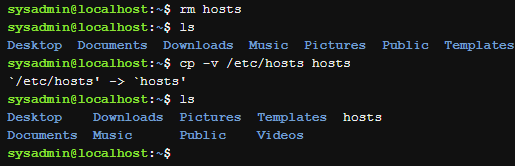 sysadmin@localhost:~$ rm hosts
sysadmin@localhost:~$ ls
Desktop  Documents  Downloads  Music  Pictures  Public  Templates
sysadmin@localhost:~$ cp -v /etc/hosts hosts
`/etc/hosts' -> `hosts'
sysadmin@localhost:~$ ls
Desktop    Downloads  Pictures  Templates  hosts
Documents  Music      Public    Videos
sysadmin@localhost:~$